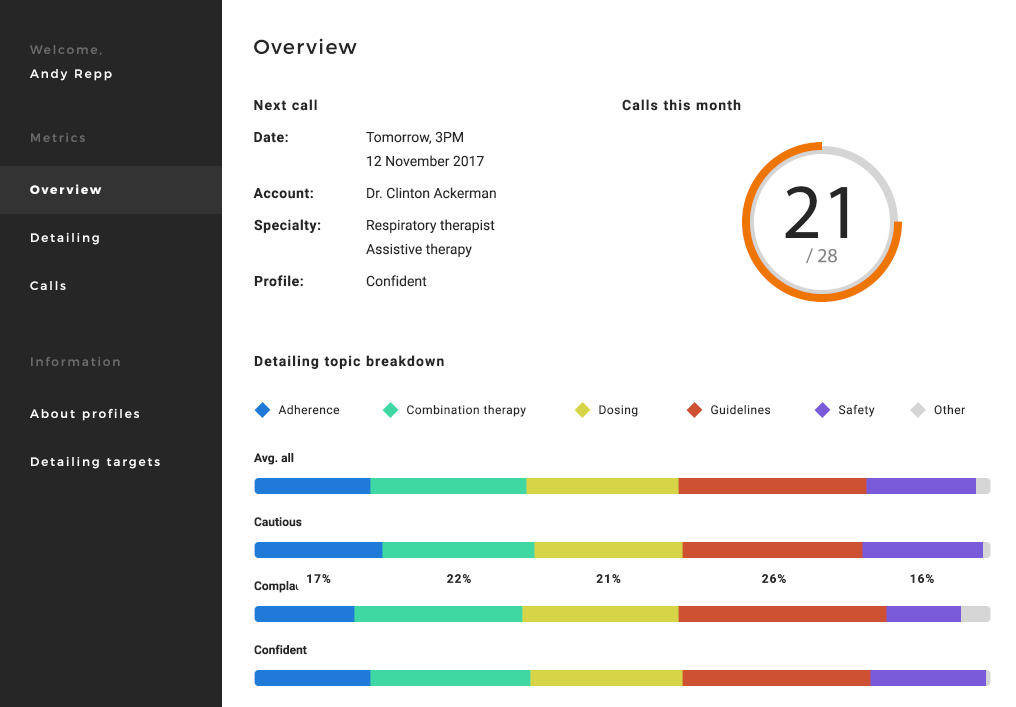 Welcome,
Andy Repp
Metrics
Overview
Detailing
Calls
Information
About profiles
Detailing targets
Overview
Next call
Date: Tomorrow, 3PM
12 November 2017
Account: Dr. Clinton Ackerman
Specialty: Respiratory therapist
Assistive therapy
Profile: Confident
Calls this month
21
/ 28
Detailing topic breakdown
Adherence Combination therapy Dosing Guidelines Safety Other
Avg. all
Cautious
17% 22% 21% 26% 16%
Confident